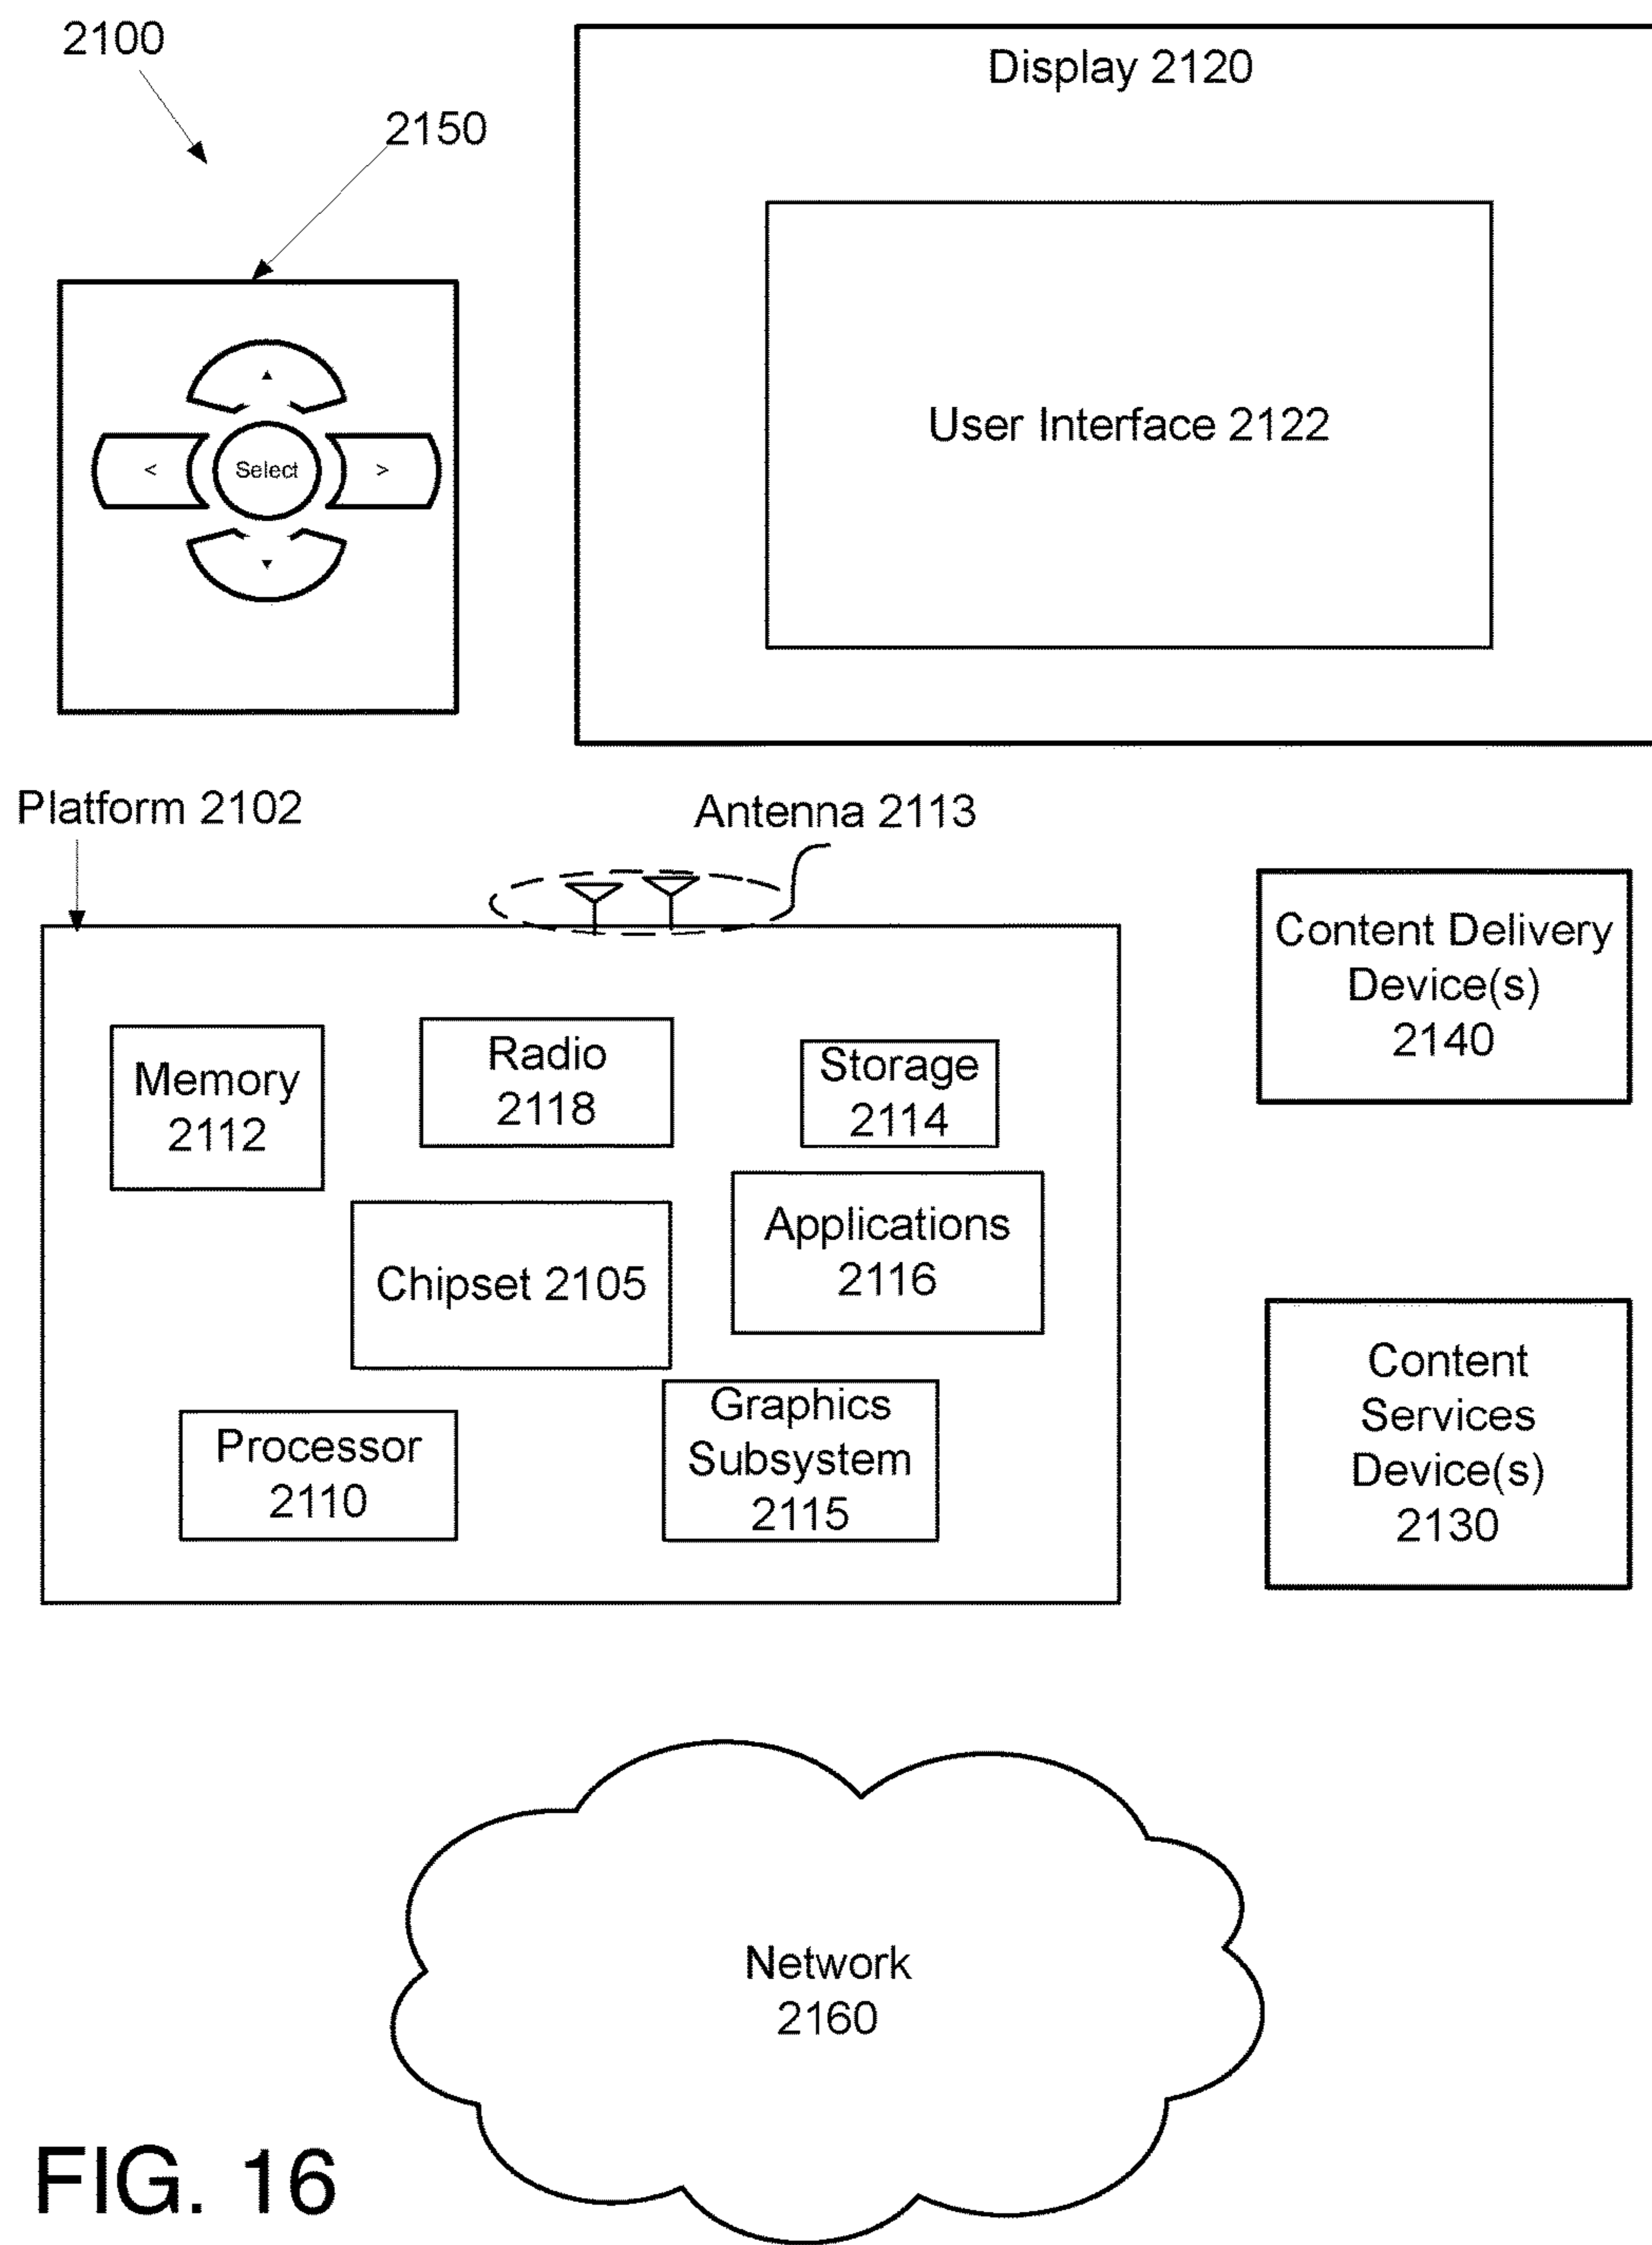 2100
2150
Display 2120
User Interface 2122
<
Select
>
Platform 2102
Antenna 2113
Memory
2112
Radio
2118
Storage
2114
Chipset 2105
Applications
2116
Processor
2110
Graphics
Subsystem
2115
Content Delivery
Device(s)
2140
Content
Services
Device(s)
2130
Network
2160
FIG. 16